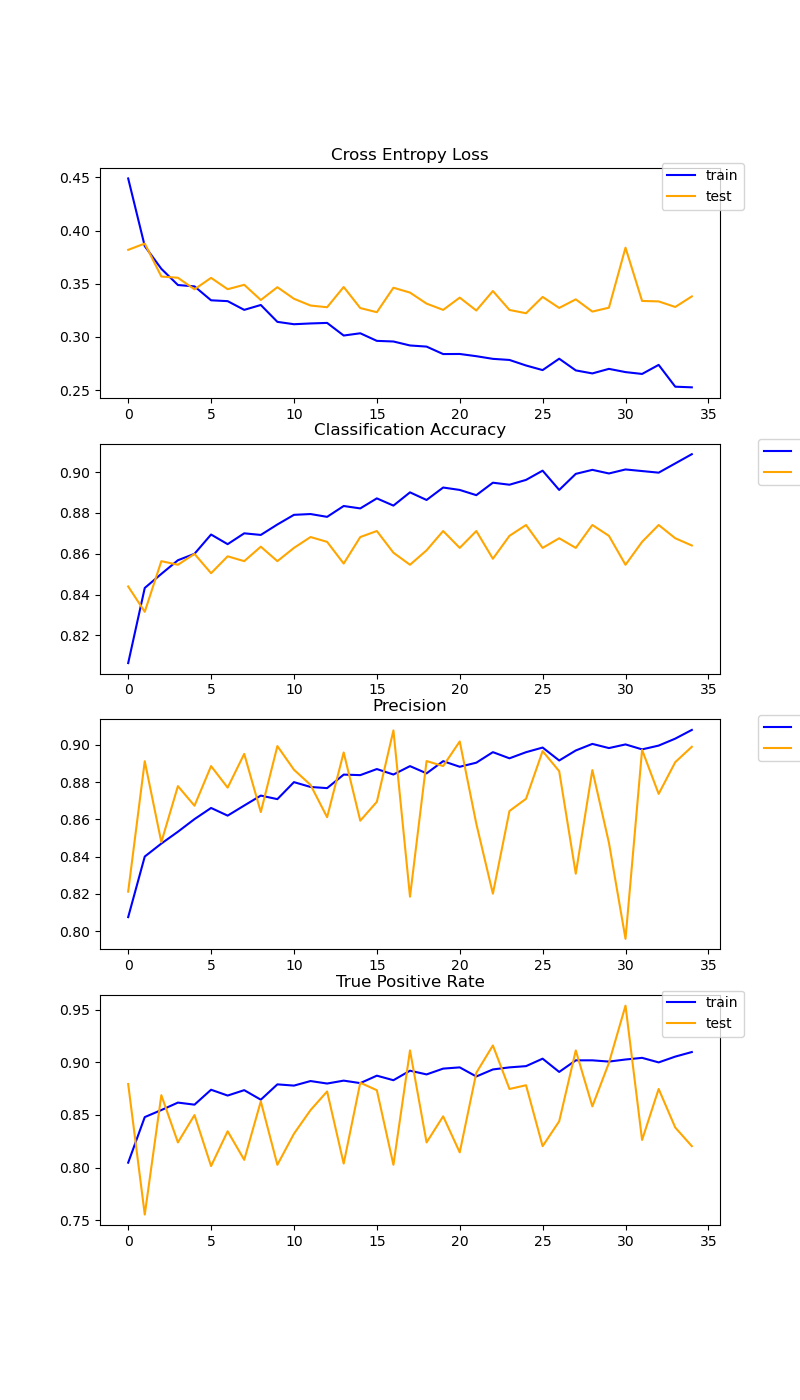 Cross Entropy Loss
train
test
0.45
0.40
0.35
0.30
0.25
0 5 10 15 20 25 30 35
Classification Accuracy
0.90
0.88
0.86
0.84
0.82
0 5 10 15 20 25 30 35
Precision
0.90
0.88
0.86
0.84
0.82
0.80
0 5 10 15 20 25 30 35
True Positive Rate
train
test
0.95
0.90
0.85
0.80
0.75
0 5 10 15 20 25 30 35